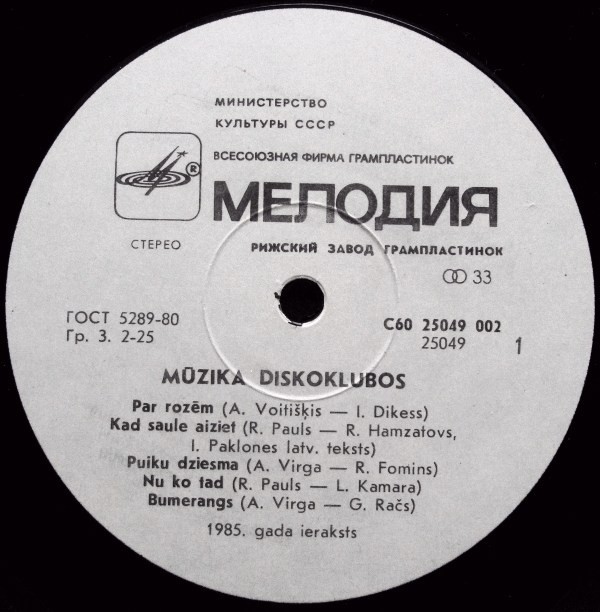 МИНИСТЕРСТВО
КУЛЬТУРЫ СССР
ВСЕСОЮЗНАЯ ФИРМА ГРАМПЛАСТИНОК
®
МЕЛОДИЯ
СТЕРЕО
РИЖСКИЙ ЗАВОД ГРАМПЛАСТИНОК
33
ГОСТ 5289-80
Гр. 3. 2-25
С60 25049 002
25049
1
MŪZIKA DISKOKLUBOS
Par rozēm (A. Voitišķis — I. Dikess)
Kad saule aiziet (R. Pauls — R. Hamzatovs,
I. Paklones latv. teksts)
Puiku dziesma (A. Virga — R. Fomins)
Nu ko tad (R. Pauls — L. Kamara)
Bumerangs (A. Virga — G. Račs)
1985. gada ieraksts